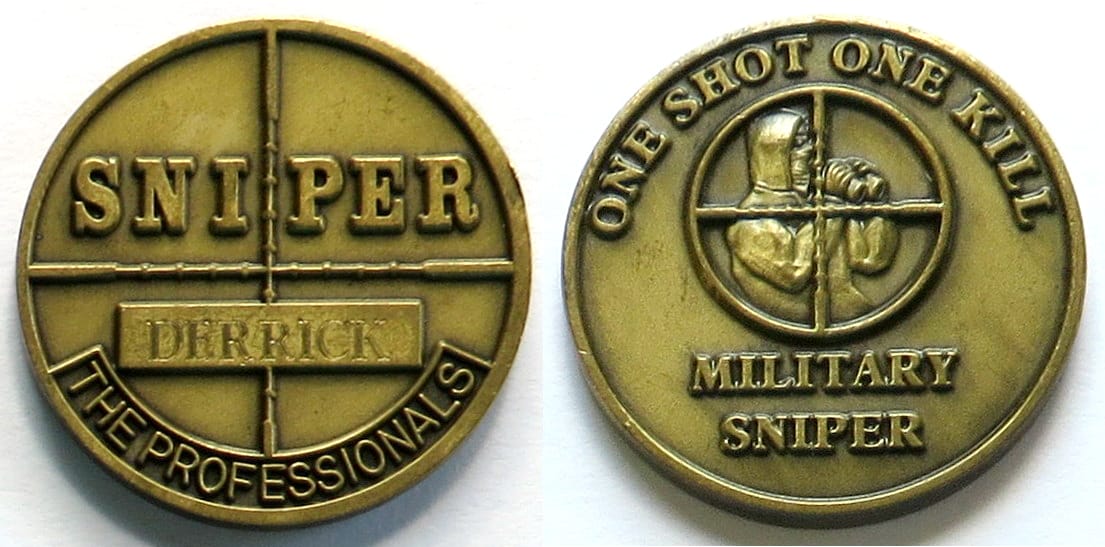 SNIPER
DERRICK
THE PROFESSIONALS
ONE SHOT ONE KILL
MILITARY
SNIPER